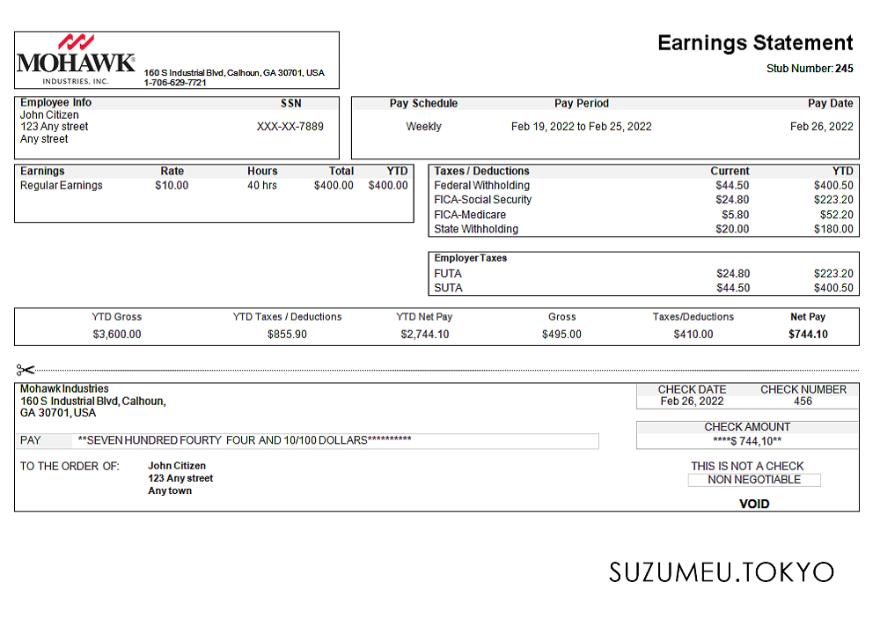 MOHAWK
INDUSTRIES, INC.
160 S Industrial Blvd, Calhoun, GA 30701, USA
1-706-629-7721
Earnings Statement
Stub Number: 245
Employee Info SSN
John Citizen
123 Any street XXX-XX-7889
Any street
Pay Schedule Pay Period Pay Date
Weekly Feb 19, 2022 to Feb 25, 2022 Feb 26, 2022
Earnings Rate Hours Total YTD
Regular Earnings $10.00 40 hrs $400.00 $400.00
Taxes / Deductions Current YTD
Federal Withholding $44.50 $400.50
FICA-Social Security $24.80 $223.20
FICA-Medicare $5.80 $52.20
State Withholding $20.00 $180.00
Employer Taxes
FUTA $24.80 $223.20
SUTA $44.50 $400.50
YTD Gross YTD Taxes / Deductions YTD Net Pay Gross Taxes/Deductions Net Pay
$3,600.00 $855.90 $2,744.10 $495.00 $410.00 $744.10
Mohawk Industries
160 S Industrial Blvd, Calhoun,
GA 30701, USA
CHECK DATE CHECK NUMBER
Feb 26, 2022 456
CHECK AMOUNT
****$ 744,10**
PAY **SEVEN HUNDRED FOURTY FOUR AND 10/100 DOLLARS**********
TO THE ORDER OF: John Citizen
123 Any street
Any town
THIS IS NOT A CHECK
NON NEGOTIABLE
VOID
SUZUMEU.TOKYO